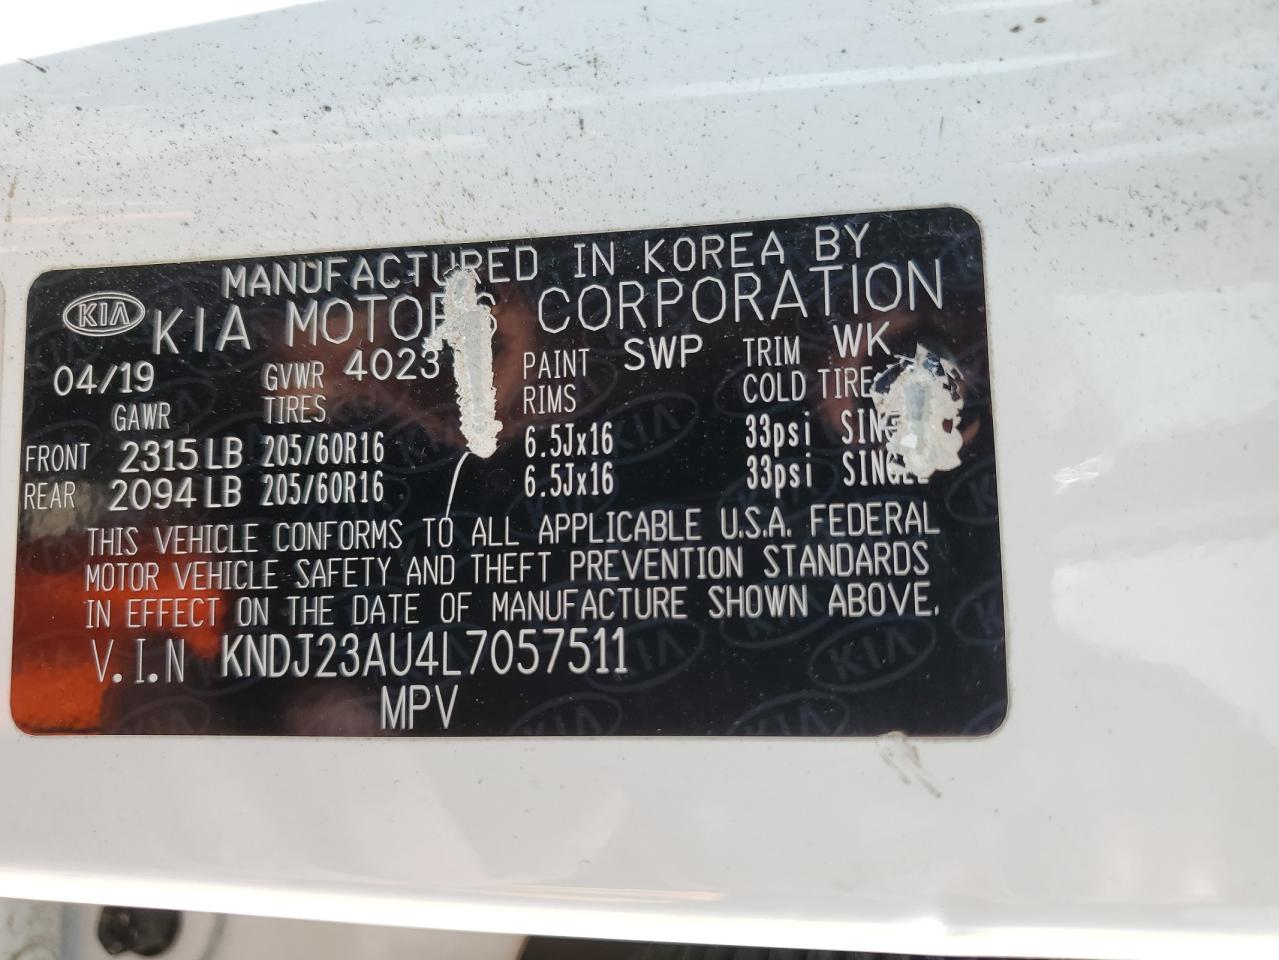 MANUFACTURED IN KOREA BY
KIA KIA MOTORS CORPORATION
04/19 GVWR 4023 PAINT SWP TRIM WK
GAWR TIRES RIMS COLD TIRE
FRONT 2315 LB 205/60R16 6.5Jx16 33psi SINGLE
REAR 2094 LB 205/60R16 6.5Jx16 33psi SINGLE
THIS VEHICLE CONFORMS TO ALL APPLICABLE U.S.A. FEDERAL
MOTOR VEHICLE SAFETY AND THEFT PREVENTION STANDARDS
IN EFFECT ON THE DATE OF MANUFACTURE SHOWN ABOVE.
V.I.N KNDJ23AU4L7057511
MPV